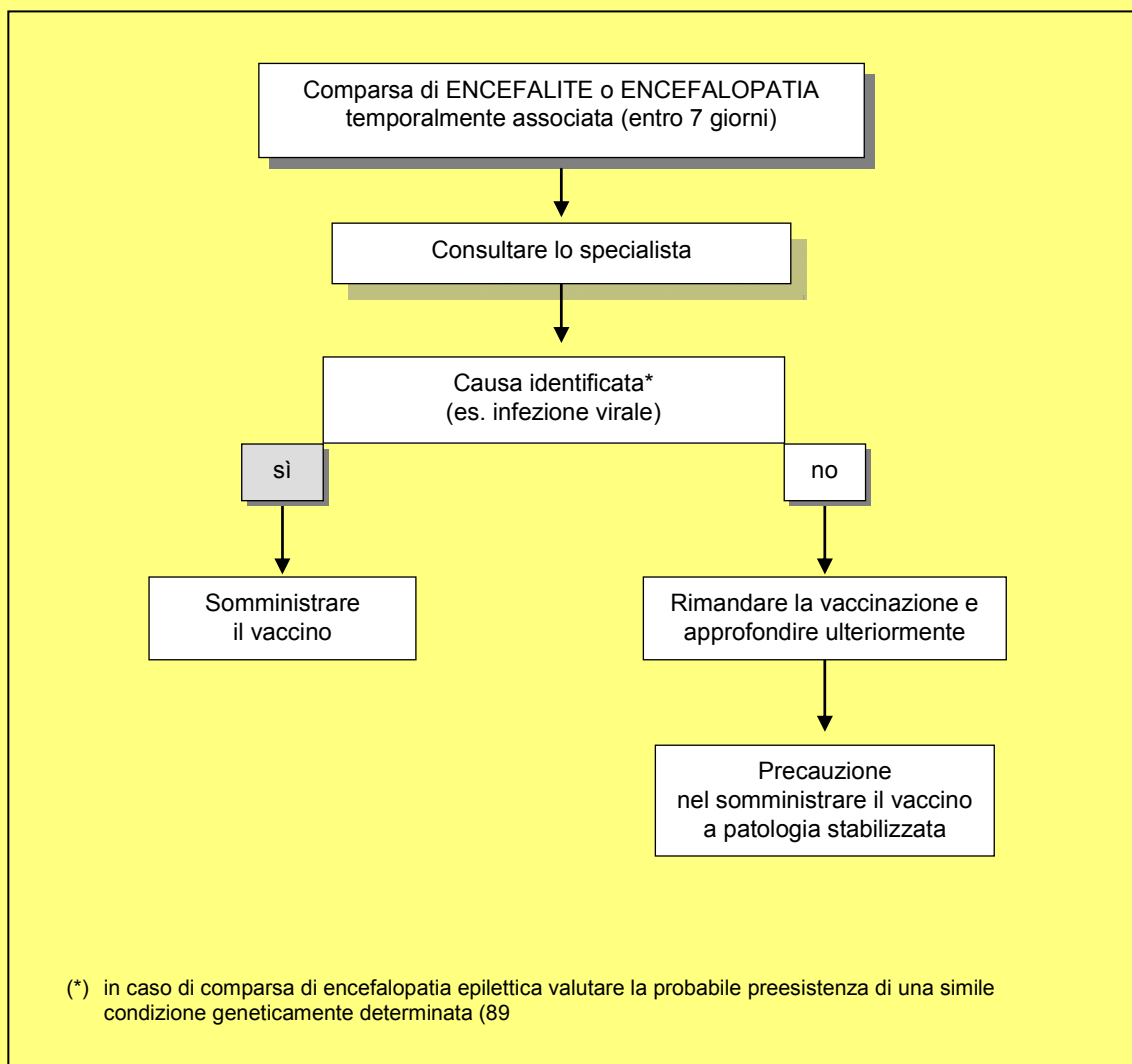 Comparsa di ENCEFALITE o ENCEFALOPATIA
temporalmente associata (entro 7 giorni)
Consultare lo specialista
Causa identificata*
(es. infezione virale)
sì
no
Somministrare
il vaccino
Rimandare la vaccinazione e
approfondire ulteriormente
Precauzione
nel somministrare il vaccino
a patologia stabilizzata
(*) in caso di comparsa di encefalopatia epilettica valutare la probabile preesistenza di una simile
condizione geneticamente determinata (89